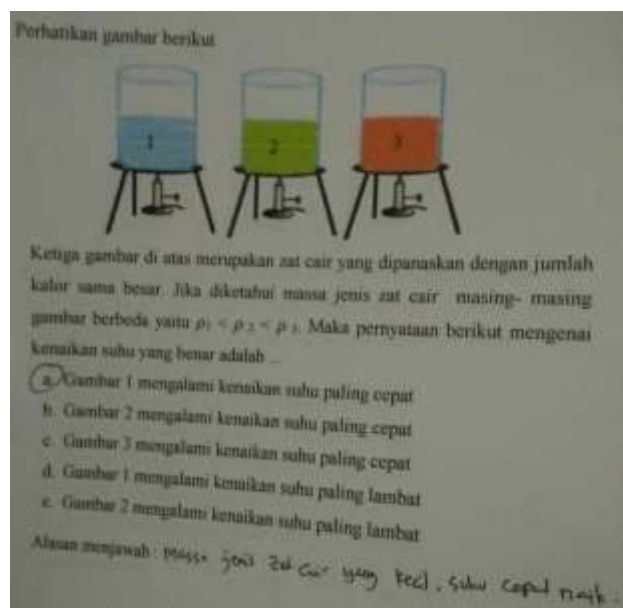 Perhatikan gambar berikut
1 2 3
Ketiga gambar di atas merupakan zat cair yang dipanaskan dengan jumlah
kalor sama besar. Jika diketahui massa jenis zat cair masing- masing
gambar berbeda yaitu ρ₁ < ρ ₂ < ρ ₃. Maka pernyataan berikut mengenai
kenaikan suhu yang benar adalah ...
a. Gambar 1 mengalami kenaikan suhu paling cepat
b. Gambar 2 mengalami kenaikan suhu paling cepat
c. Gambar 3 mengalami kenaikan suhu paling cepat
d. Gambar 1 mengalami kenaikan suhu paling lambat
e. Gambar 2 mengalami kenaikan suhu paling lambat
Alasan menjawab : Massa jenis zat cair yang kecil, suhu cepat naik.